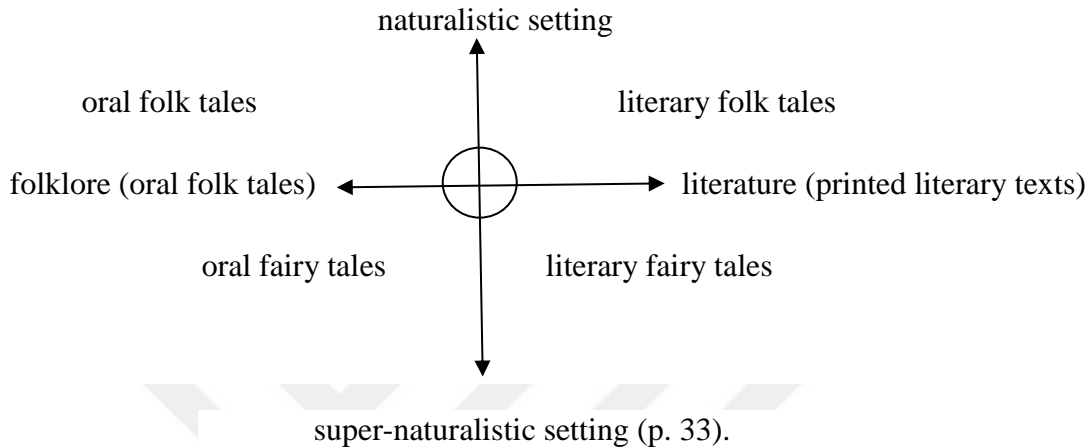 naturalistic setting
oral folk tales literary folk tales
folklore (oral folk tales) literature (printed literary texts)
oral fairy tales literary fairy tales
super-naturalistic setting (p. 33).